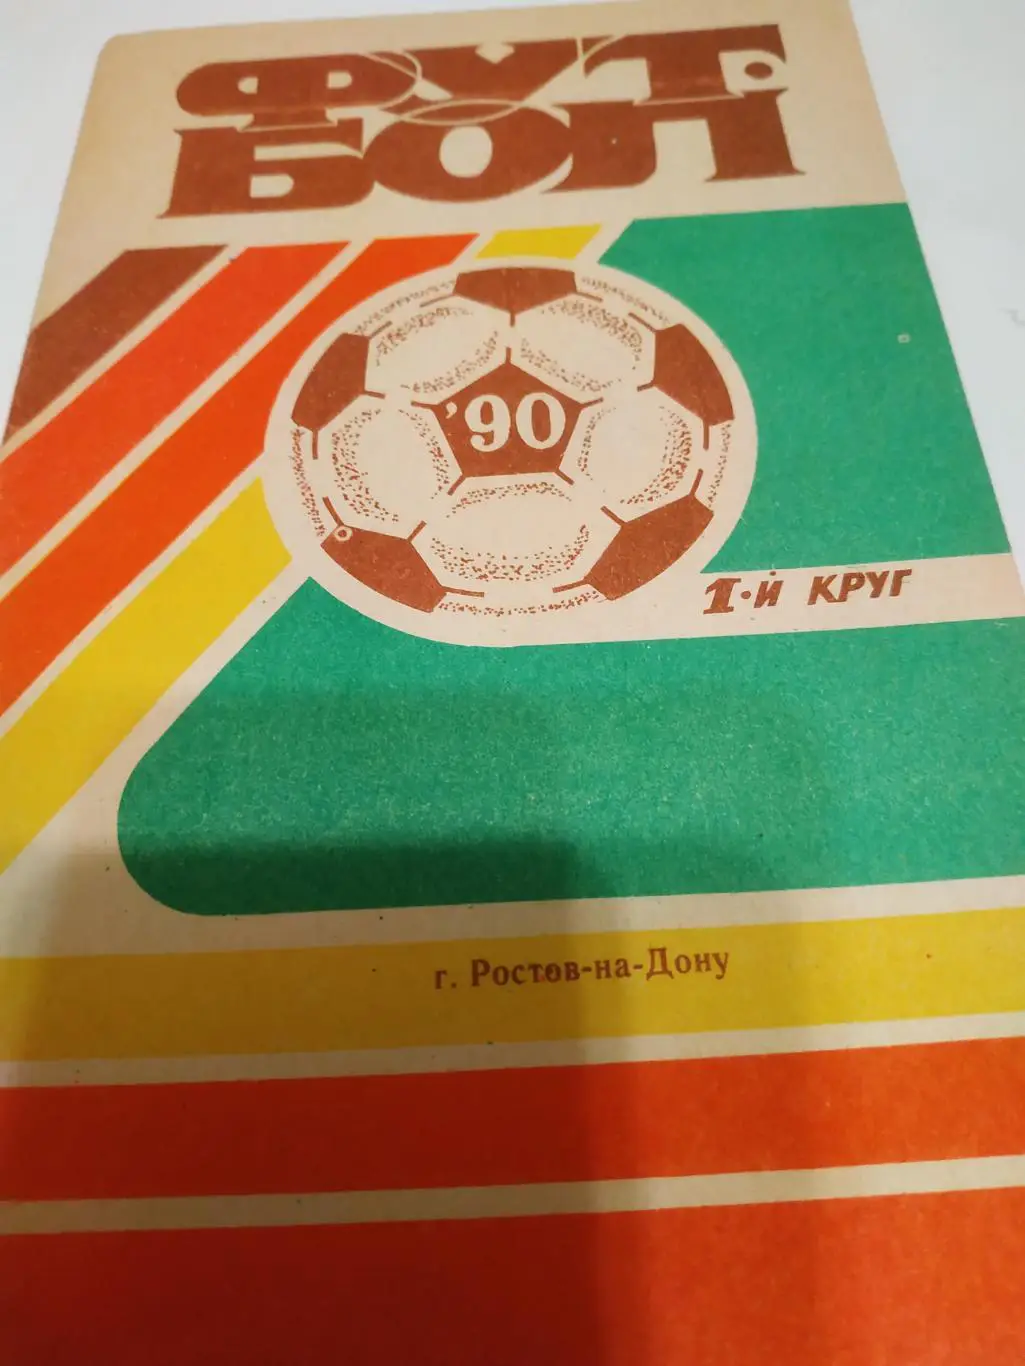 ФУТ-
БОЛ
'90
1-й КРУГ
г. Ростов-на-Дону